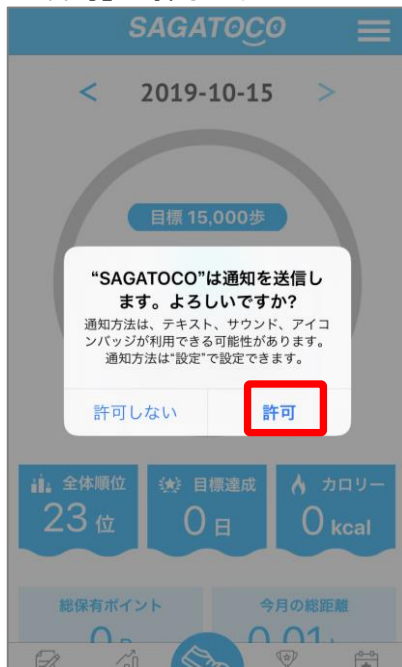 SAGATOCO
< 2019-10-15 >
目標 15,000歩
“SAGATOCO”は通知を送信し
ます。よろしいですか?
通知方法は、テキスト、サウンド、アイコ
ンバッジが利用できる可能性があります。
通知方法は“設定”で設定できます。
許可しない 許可
全体順位 目標達成 カロリー
23 位 0 日 0 kcal
総保有ポイント 今月の総距離